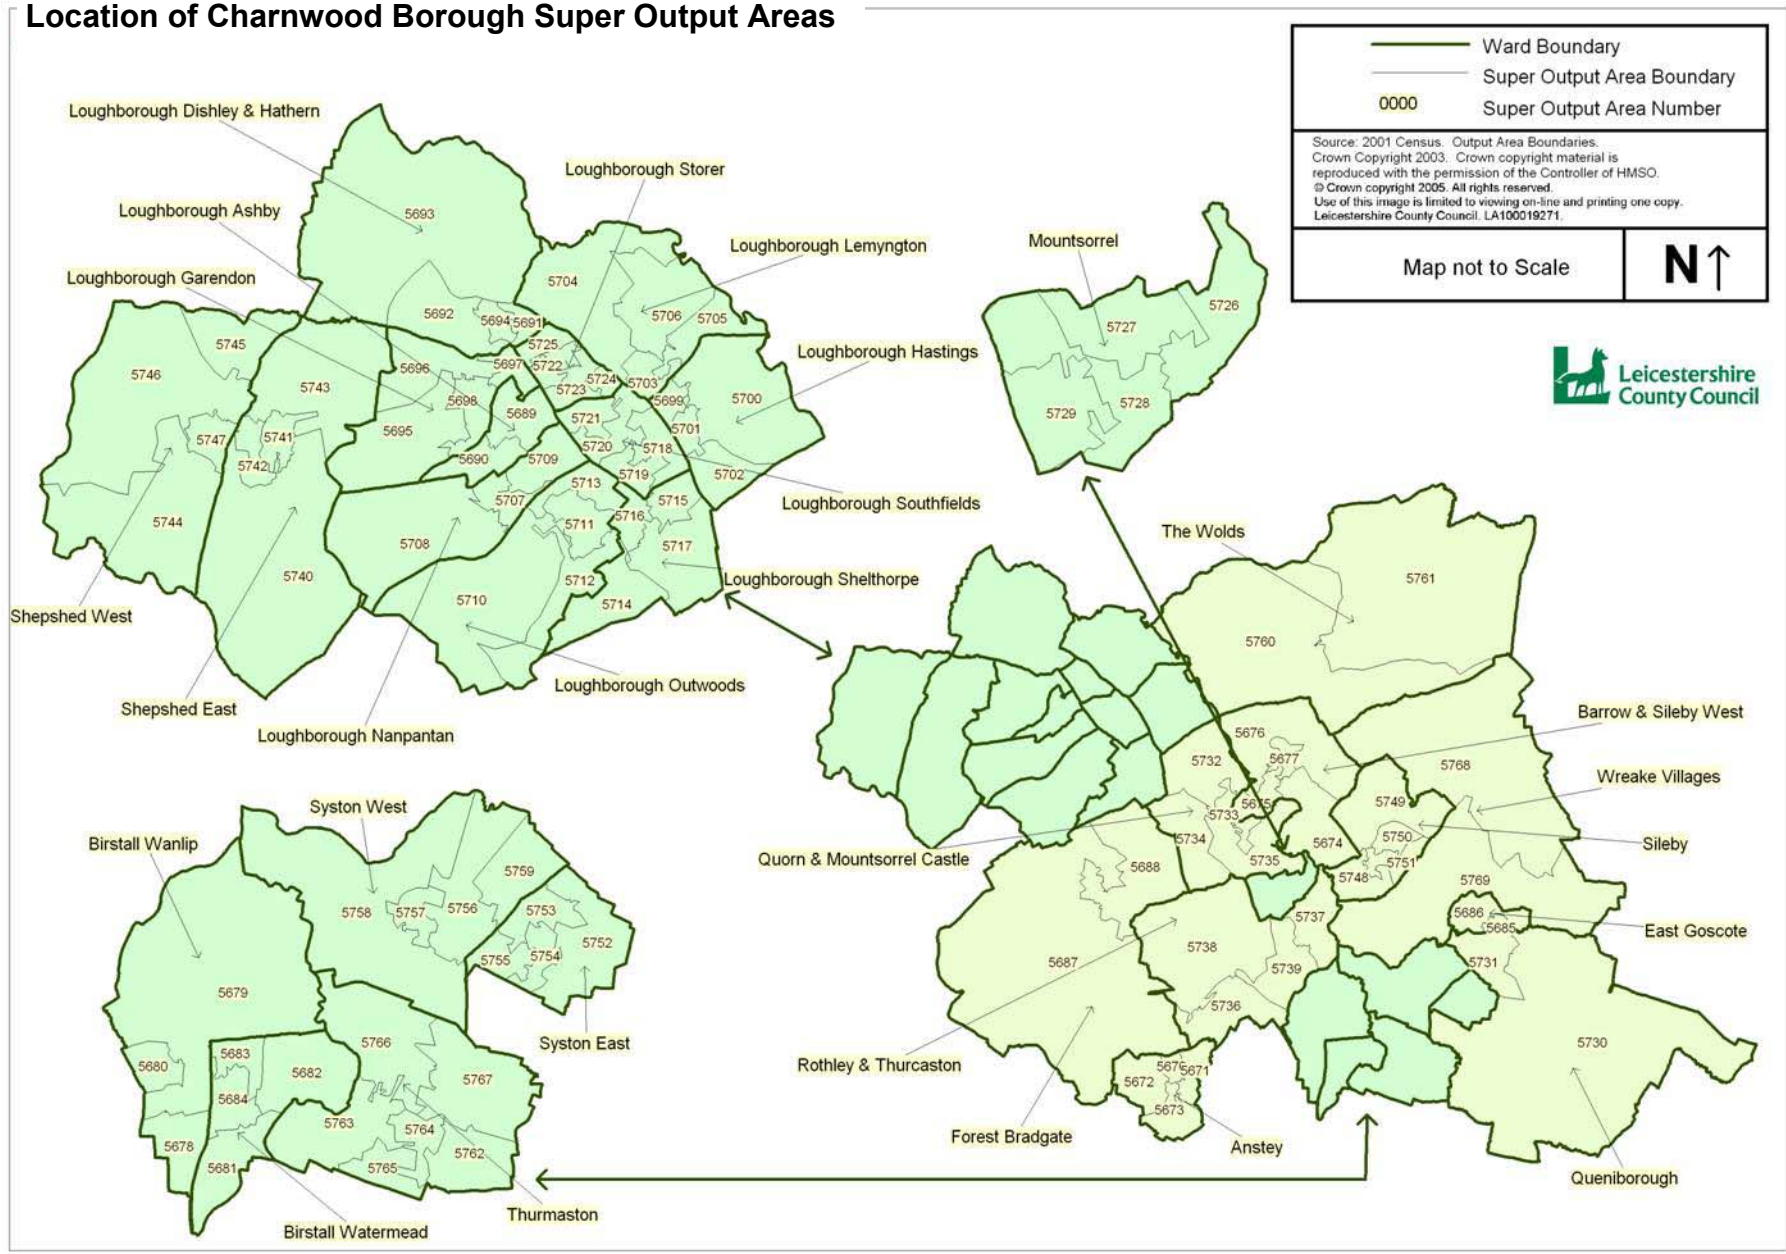 Location of Charnwood Borough Super Output Areas
Ward Boundary
Super Output Area Boundary
0000 Super Output Area Number
Source: 2001 Census. Output Area Boundaries.
Crown Copyright 2003. Crown copyright material is
reproduced with the permission of the Controller of HMSO.
© Crown copyright 2005. All rights reserved.
Use of this image is limited to viewing on-line and printing one copy.
Leicestershire County Council. LA100019271.
Map not to Scale
N
Leicestershire
County Council
Loughborough Dishley & Hathern
Loughborough Storer
Loughborough Ashby
Loughborough Lemyngton
Loughborough Garendon
Loughborough Hastings
Loughborough Southfields
Loughborough Shelthorpe
Loughborough Outwoods
Loughborough Nanpantan
Shepshed West
Shepshed East
5693
5704
5692
5694
5691
5706
5705
5745
5725
5746
5696
5697
5722
5743
5724
5703
5723
5698
5699
5700
5689
5721
5695
5701
5747
5741
5720
5718
5742
5690
5709
5719
5702
5713
5707
5715
5744
5711
5716
5708
5717
5740
5712
5710
5714
Mountsorrel
5726
5727
5728
5729
The Wolds
5761
5760
Barrow & Sileby West
5676
5677
5732
5768
Wreake Villages
5675
5749
5733
5734
5750
5674
Sileby
Quorn & Mountsorrel Castle
5735
5751
5688
5748
5769
5686
5737
5685
East Goscote
5738
5687
5731
5739
5736
5730
Rothley & Thurcaston
5671
5672
5673
Forest Bradgate
Anstey
Queniborough
Syston West
Birstall Wanlip
5759
5758
5757
5756
5753
5752
5755
5754
5679
Syston East
5766
5683
5680
5682
5767
5684
5763
5764
5678
5762
5681
5765
Thurmaston
Birstall Watermead